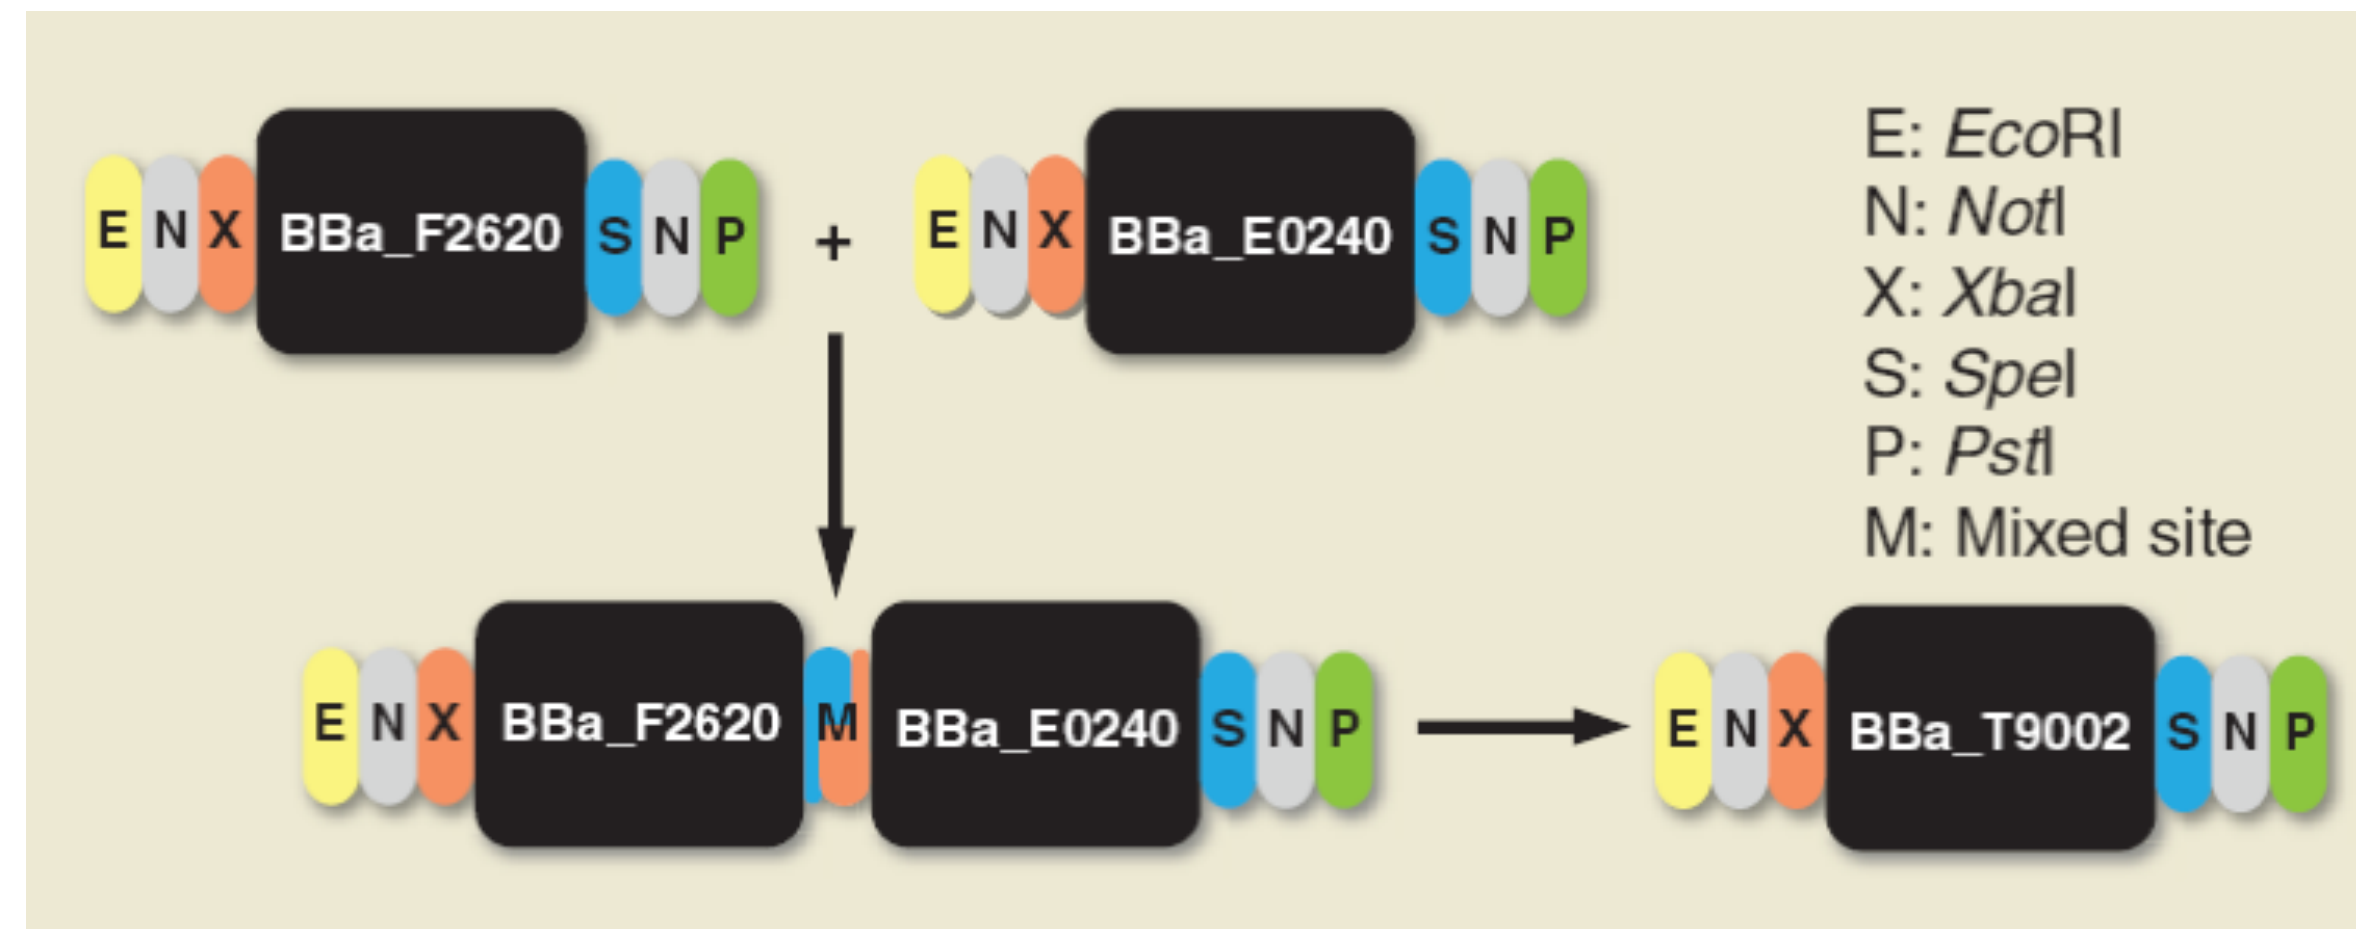 E N X BBa_F2620 S N P + E N X BBa_E0240 S N P
E: EcoRI
N: NotI
X: XbaI
S: SpeI
P: PstI
M: Mixed site
E N X BBa_F2620 M BBa_E0240 S N P
E N X BBa_T9002 S N P